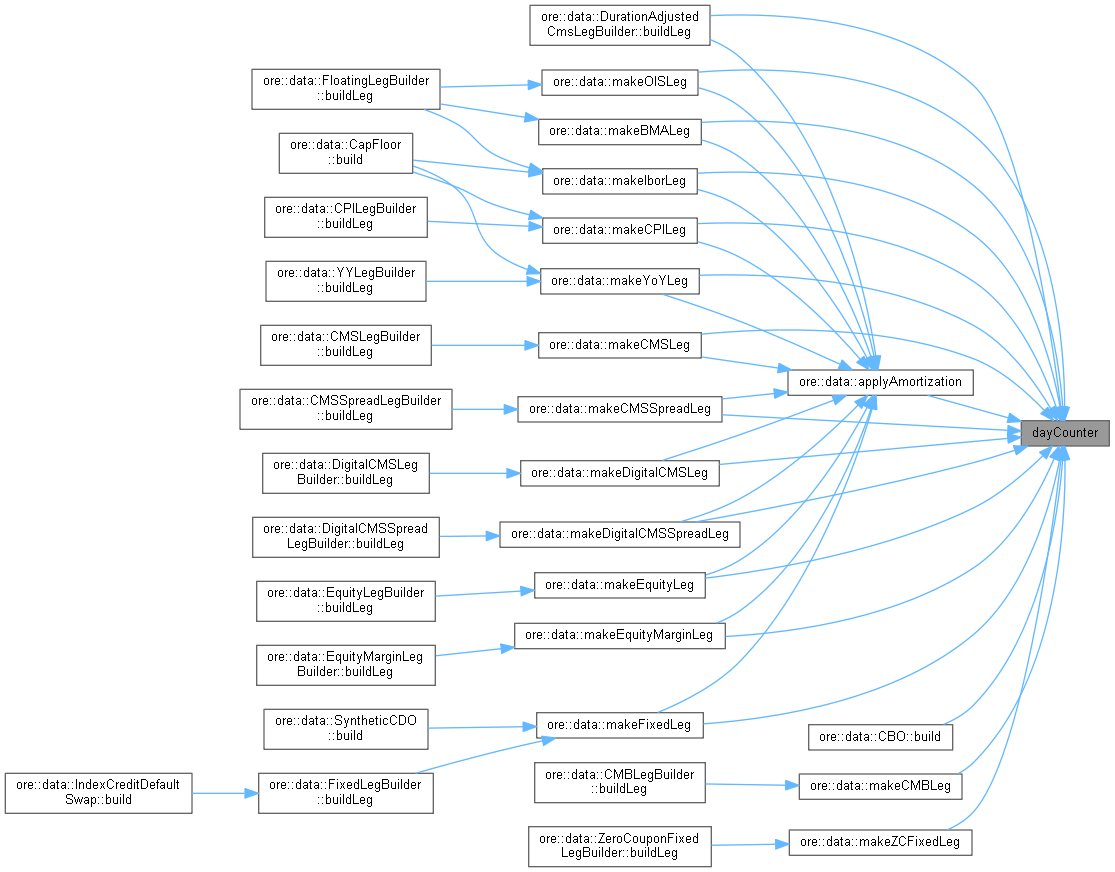 ore::data::DurationAdjusted
CmsLegBuilder::buildLeg
ore::data::FloatingLegBuilder
::buildLeg
ore::data::makeOISLeg
ore::data::makeBMALeg
ore::data::CapFloor
::build
ore::data::makeIborLeg
ore::data::CPILegBuilder
::buildLeg
ore::data::makeCPILeg
ore::data::YYLegBuilder
::buildLeg
ore::data::makeYoYLeg
ore::data::CMSLegBuilder
::buildLeg
ore::data::makeCMSLeg
ore::data::applyAmortization
ore::data::CMSSpreadLegBuilder
::buildLeg
ore::data::makeCMSSpreadLeg
dayCounter
ore::data::DigitalCMSLeg
Builder::buildLeg
ore::data::makeDigitalCMSLeg
ore::data::DigitalCMSSpread
LegBuilder::buildLeg
ore::data::makeDigitalCMSSpreadLeg
ore::data::EquityLegBuilder
::buildLeg
ore::data::makeEquityLeg
ore::data::EquityMarginLeg
Builder::buildLeg
ore::data::makeEquityMarginLeg
ore::data::SyntheticCDO
::build
ore::data::makeFixedLeg
ore::data::CBO::build
ore::data::IndexCreditDefault
Swap::build
ore::data::FixedLegBuilder
::buildLeg
ore::data::CMBLegBuilder
::buildLeg
ore::data::makeCMBLeg
ore::data::ZeroCouponFixed
LegBuilder::buildLeg
ore::data::makeZCFixedLeg